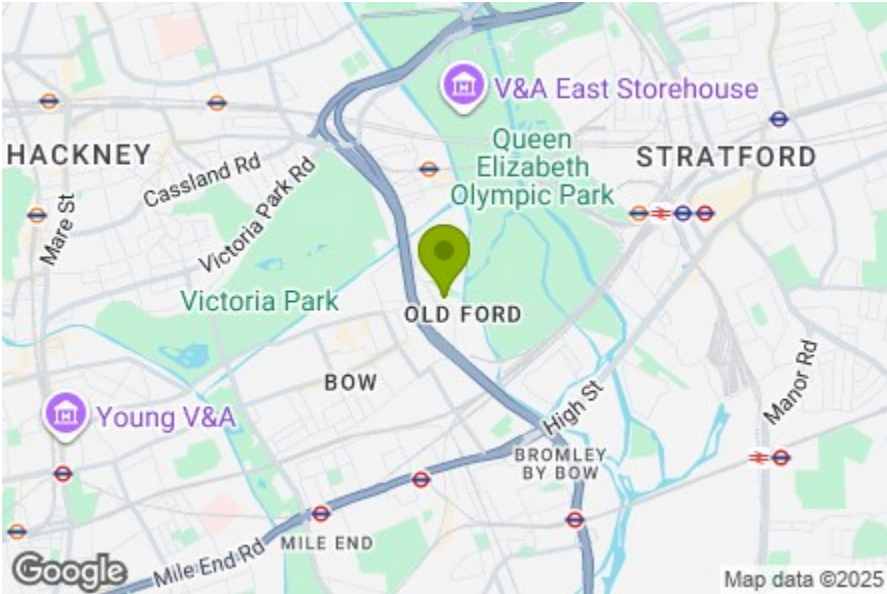 V&A East Storehouse
Queen
Elizabeth
Olympic Park
HACKNEY
STRATFORD
Cassland Rd
Victoria Park Rd
Mare St
Victoria Park
OLD FORD
BOW
Manor Rd
Young V&A
High St
BROMLEY
BY BOW
MILE END
Mile End Rd
Google
Map data ©2025